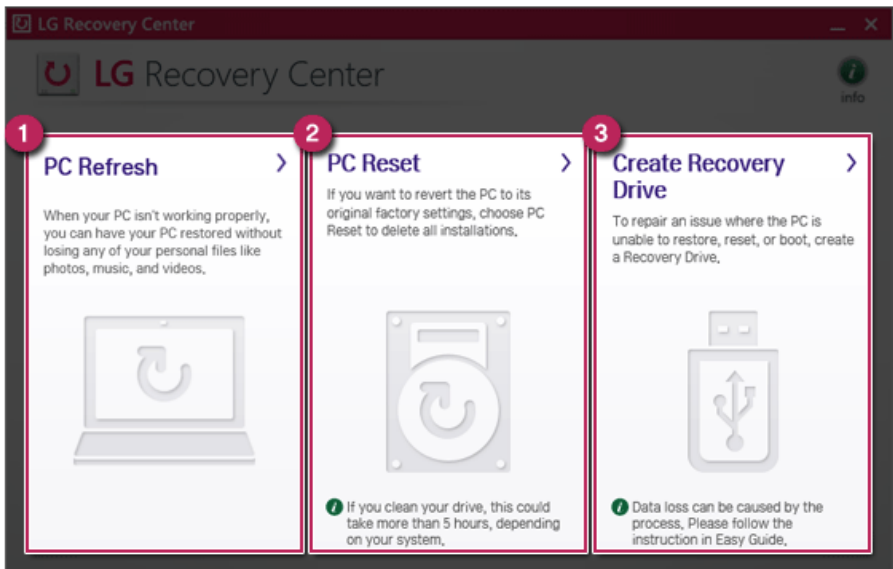 LG Recovery Center
LG Recovery Center
info
1
PC Refresh
When your PC isn't working properly,
you can have your PC restored without
losing any of your personal files like
photos, music, and videos.
2
PC Reset
If you want to revert the PC to its
original factory settings, choose PC
Reset to delete all installations.
If you clean your drive, this could
take more than 5 hours, depending
on your system.
3
Create Recovery
Drive
To repair an issue where the PC is
unable to restore, reset, or boot, create
a Recovery Drive.
Data loss can be caused by the
process. Please follow the
instruction in Easy Guide.